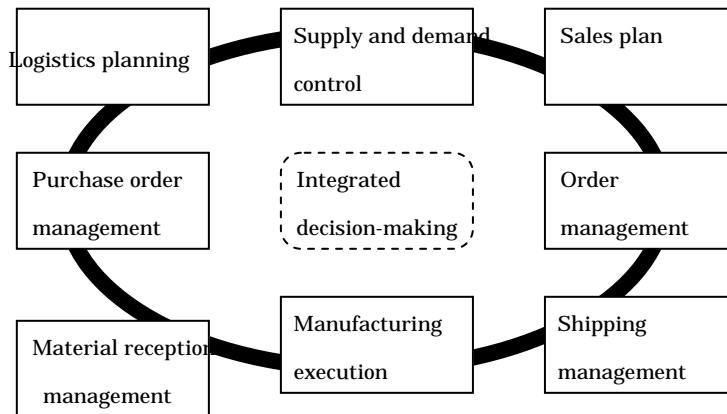 Logistics planning
Supply and demand
control
Sales plan
Purchase order
management
Integrated
decision-making
Order
management
Material reception
management
Manufacturing
execution
Shipping
management